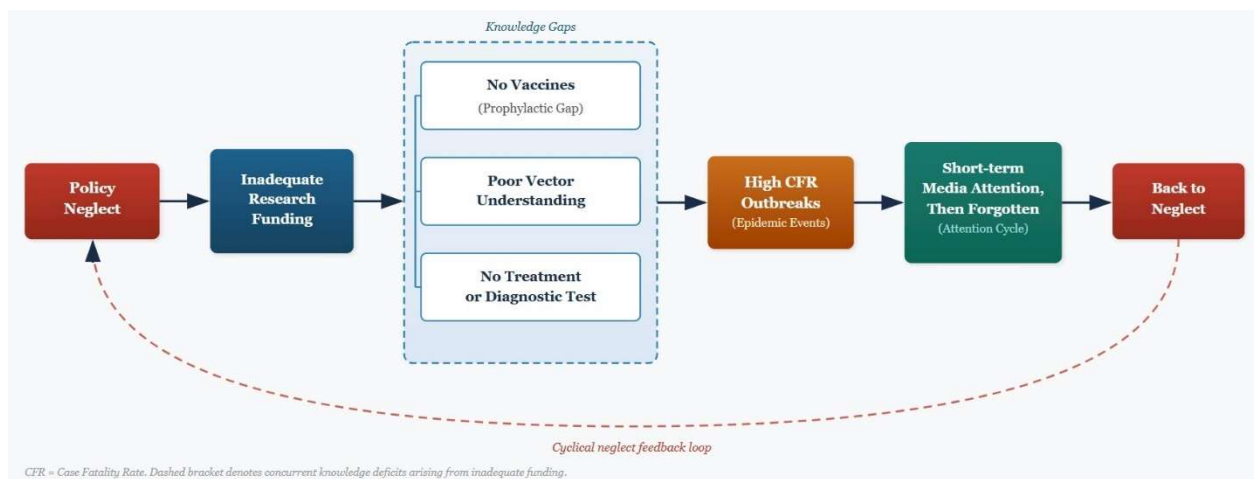 Knowledge Gaps
Policy
Neglect
Inadequate
Research
Funding
No Vaccines
(Prophylactic Gap)
Poor Vector
Understanding
No Treatment
or Diagnostic Test
High CFR
Outbreaks
(Epidemic Events)
Short-term
Media Attention,
Then Forgotten
(Attention Cycle)
Back to
Neglect
Cyclical neglect feedback loop
CFR = Case Fatality Rate. Dashed bracket denotes concurrent knowledge deficits arising from inadequate funding.